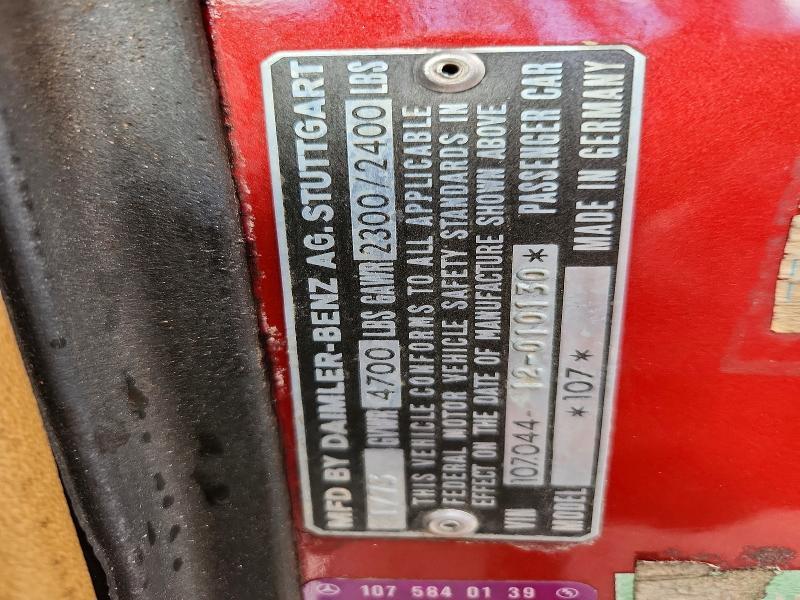 MFD BY DAIMLER-BENZ AG. STUTTGART
1/73 GVWR 4700 LBS GAWR 2300/2400 LBS
THIS VEHICLE CONFORMS TO ALL APPLICABLE
FEDERAL MOTOR VEHICLE SAFETY STANDARDS IN
EFFECT ON THE DATE OF MANUFACTURE SHOWN ABOVE
VIN 107044-12-010130* PASSENGER CAR
MODEL *107* MADE IN GERMANY
107 584 01 39